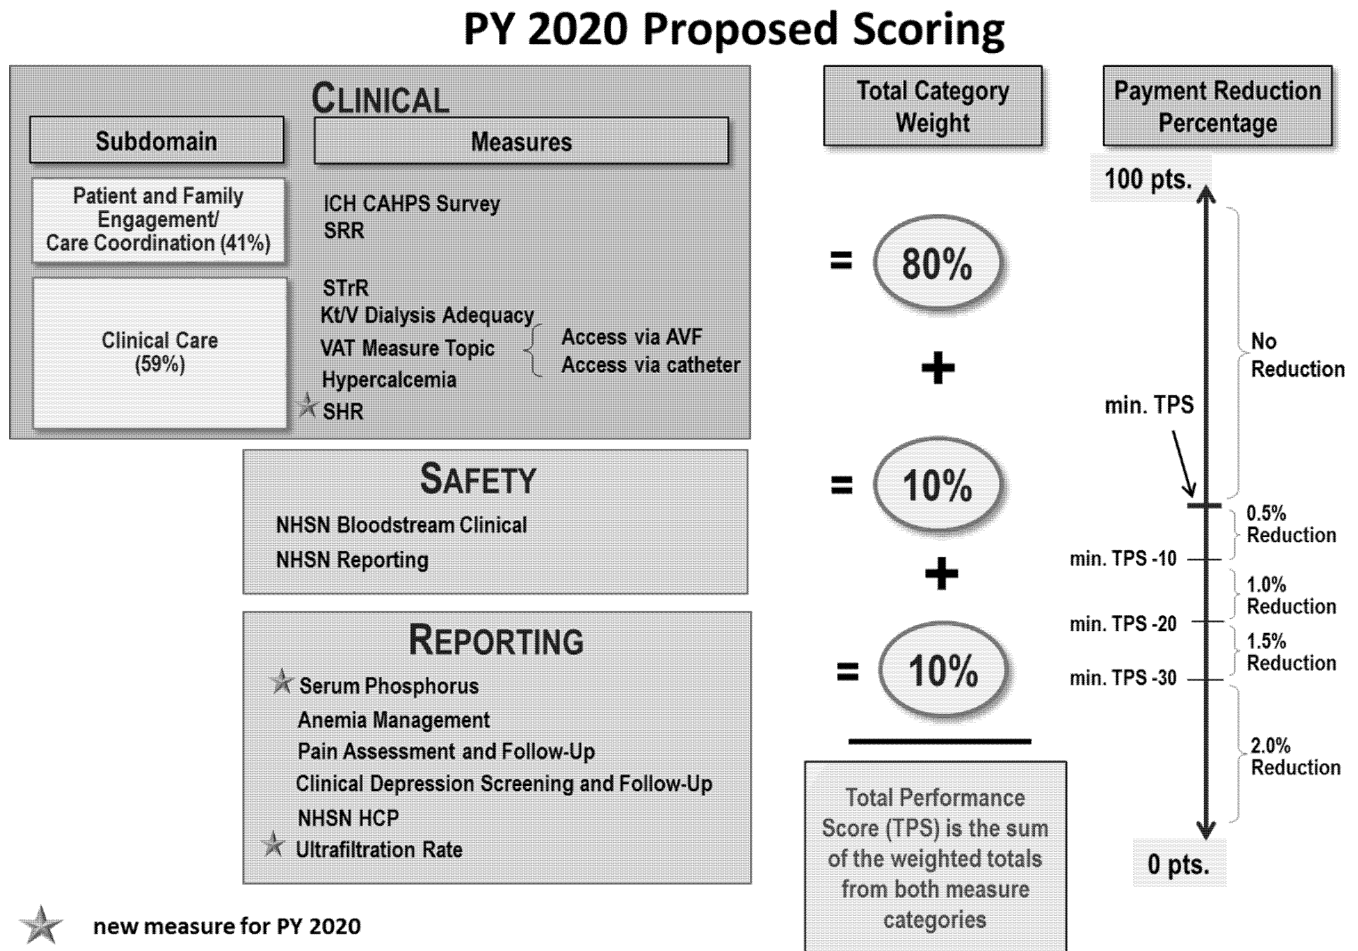 PY 2020 Proposed Scoring
CLINICAL
Subdomain
Measures
Patient and Family
Engagement/
Care Coordination (41%)
ICH CAHPS Survey
SRR
Clinical Care
(59%)
STrR
Kt/V Dialysis Adequacy
VAT Measure Topic
Access via AVF
Access via catheter
Hypercalcemia
SHR
SAFETY
NHSN Bloodstream Clinical
NHSN Reporting
REPORTING
Serum Phosphorus
Anemia Management
Pain Assessment and Follow-Up
Clinical Depression Screening and Follow-Up
NHSN HCP
Ultrafiltration Rate
new measure for PY 2020
Total Category
Weight
= 80%
+
= 10%
+
= 10%
Total Performance
Score (TPS) is the sum
of the weighted totals
from both measure
categories
Payment Reduction
Percentage
100 pts.
No
Reduction
min. TPS
0.5%
Reduction
min. TPS -10
1.0%
Reduction
min. TPS -20
1.5%
Reduction
min. TPS -30
2.0%
Reduction
0 pts.